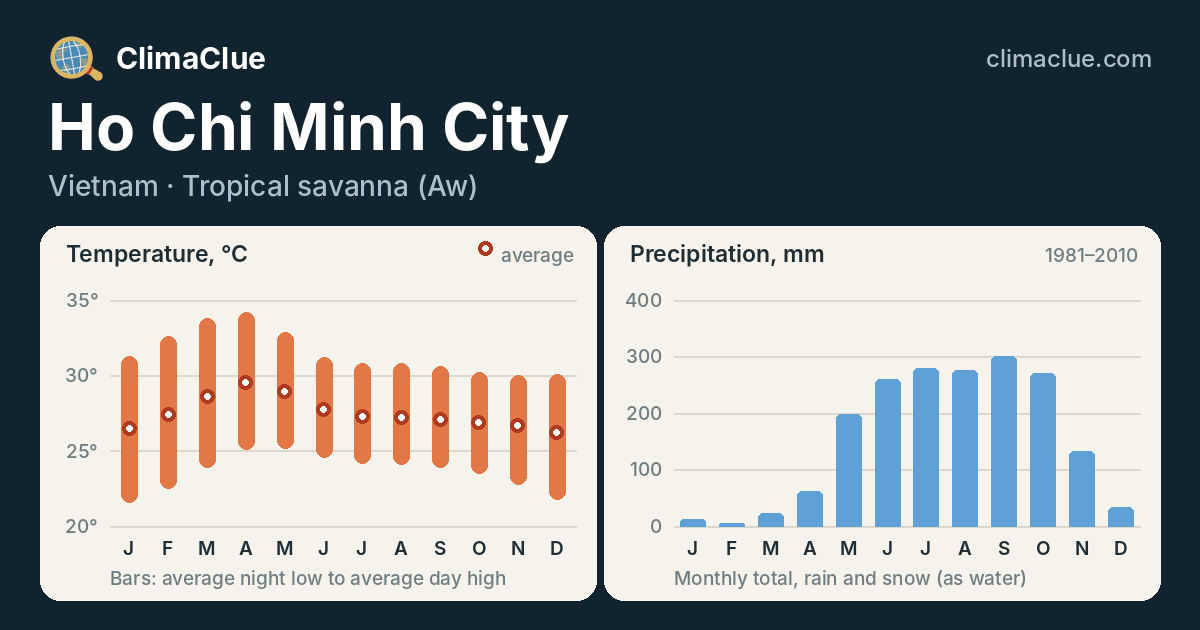 ClimaClue
climaclue.com
Ho Chi Minh City
Vietnam · Tropical savanna (Aw)
Temperature, °C
average
35°
30°
25°
20°
J F M A M J J A S O N D
Bars: average night low to average day high
Precipitation, mm
1981–2010
400
300
200
100
0
J F M A M J J A S O N D
Monthly total, rain and snow (as water)